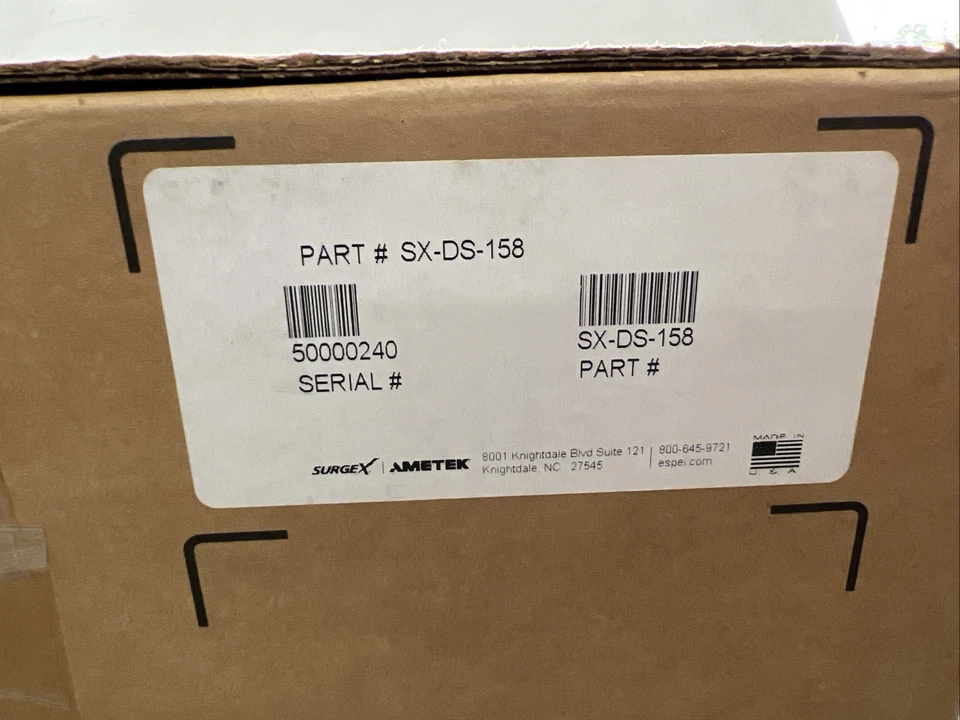 PART # SX-DS-158
50000240
SERIAL #
SX-DS-158
PART #
SURGEX | AMETEK
8001 Knightdale Blvd Suite 121 | 800-645-9721
Knightdale, NC 27545 | espei.com
MADE IN
U S A